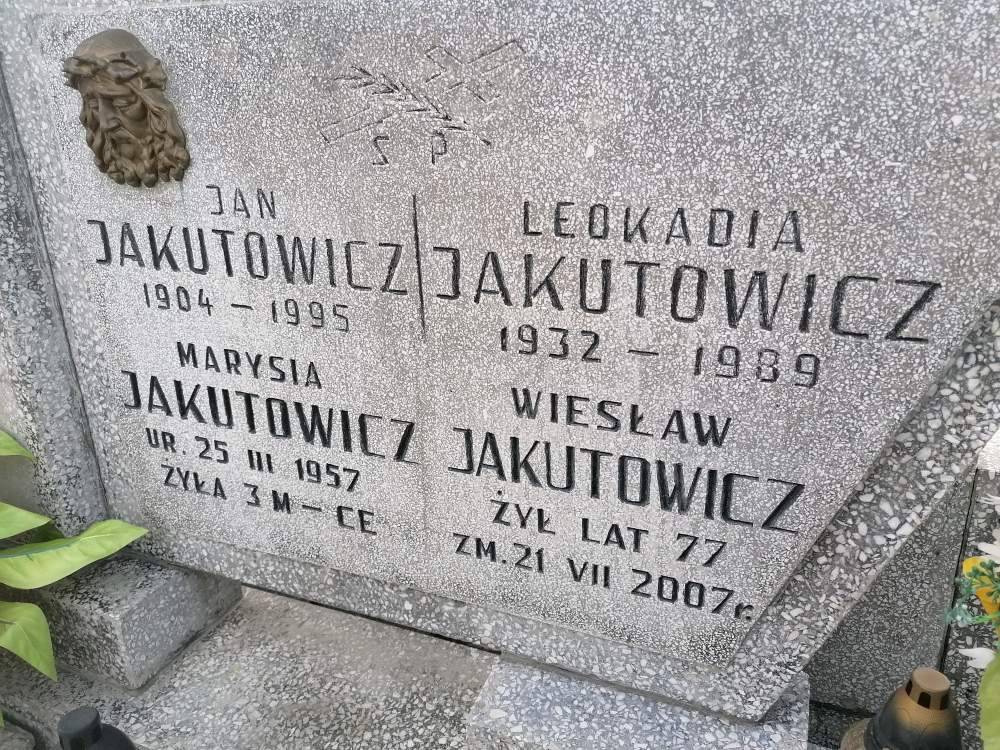 S P
JAN
JAKUTOWICZ
1904 - 1995
LEOKADIA
JAKUTOWICZ
1932 - 1989
MARYSIA
JAKUTOWICZ
UR. 25 III 1957
ŻYŁA 3 M - CE
WIESŁAW
JAKUTOWICZ
ŻYŁ LAT 77
ZM. 21 VII 2007r.